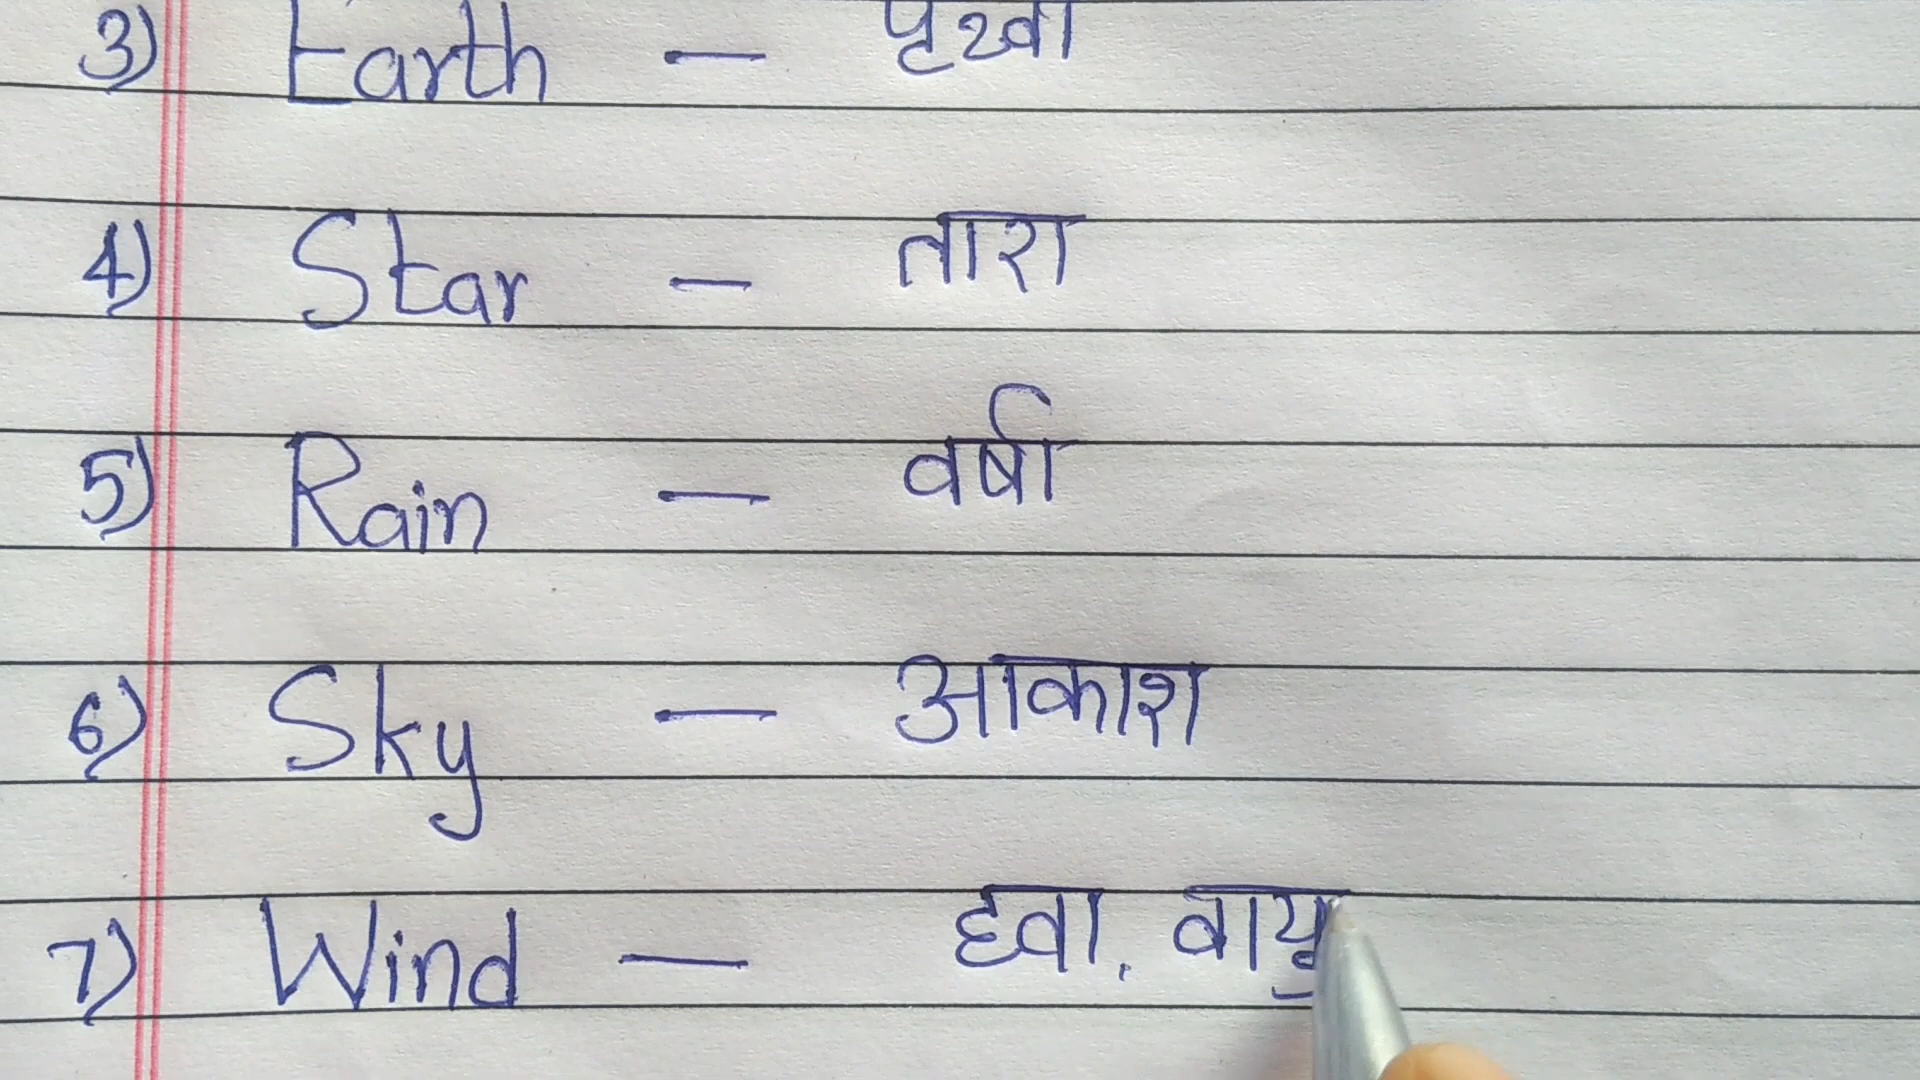 3) Earth — पृथ्वी
4) Star — तारा
5) Rain — वर्षा
6) Sky — आकाश
7) Wind — हवा, वायु